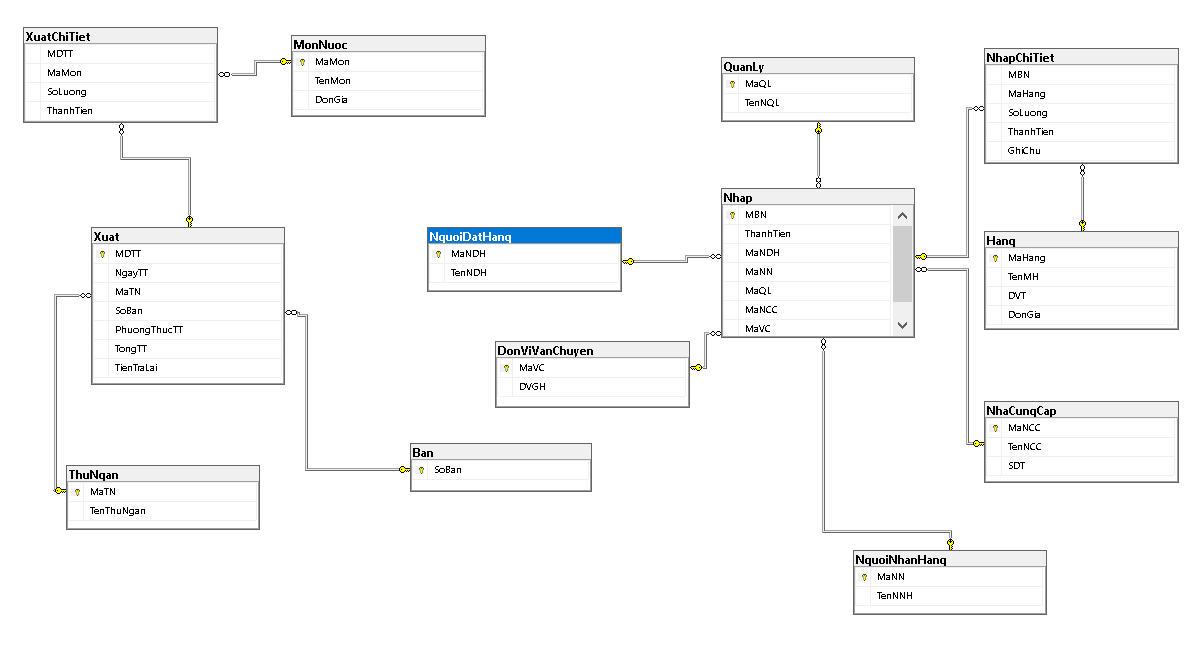 XuatChiTiet
MDTT
MaMon
SoLuong
ThanhTien
MonNuoc
MaMon
TenMon
DonGia
QuanLy
MaQL
TenNQL
NhapChiTiet
MBN
MaHang
SoLuong
ThanhTien
GhiChu
Xuat
MDTT
NgayTT
MaTN
SoBan
PhuongThucTT
TongTT
TienTraLai
NguoiDatHang
MaNDH
TenNDH
Nhap
MBN
ThanhTien
MaNDH
MaNN
MaQL
MaNCC
MaVC
Hang
MaHang
TenMH
DVT
DonGia
DonViVanChuyen
MaVC
DVGH
NhaCungCap
MaNCC
TenNCC
SDT
Ban
SoBan
ThuNgan
MaTN
TenThuNgan
NguoiNhanHang
MaNN
TenNNH